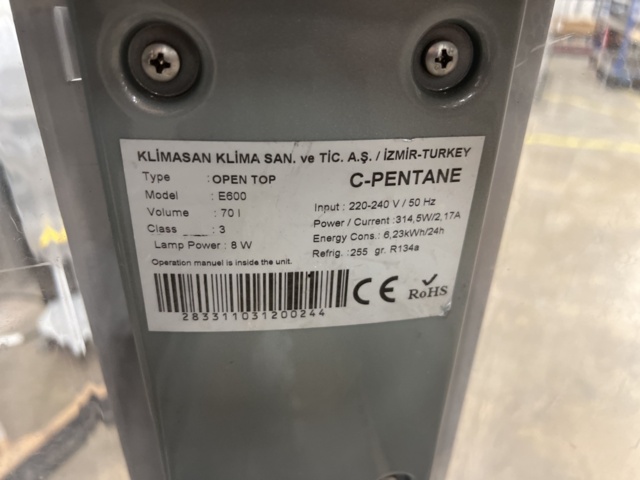 KLİMASAN KLİMA SAN. ve TİC. A.Ş. / İZMİR-TURKEY
Type : OPEN TOP
C-PENTANE
Model : E600
Input : 220-240 V / 50 Hz
Volume : 70 l
Power / Current : 314,5W/2,17A
Class : 3
Energy Cons.: 6,23kWh/24h
Lamp Power : 8 W
Refrig. :255 gr. R134a
Operation manuel is inside the unit.
CE
RoHS
283311031200244